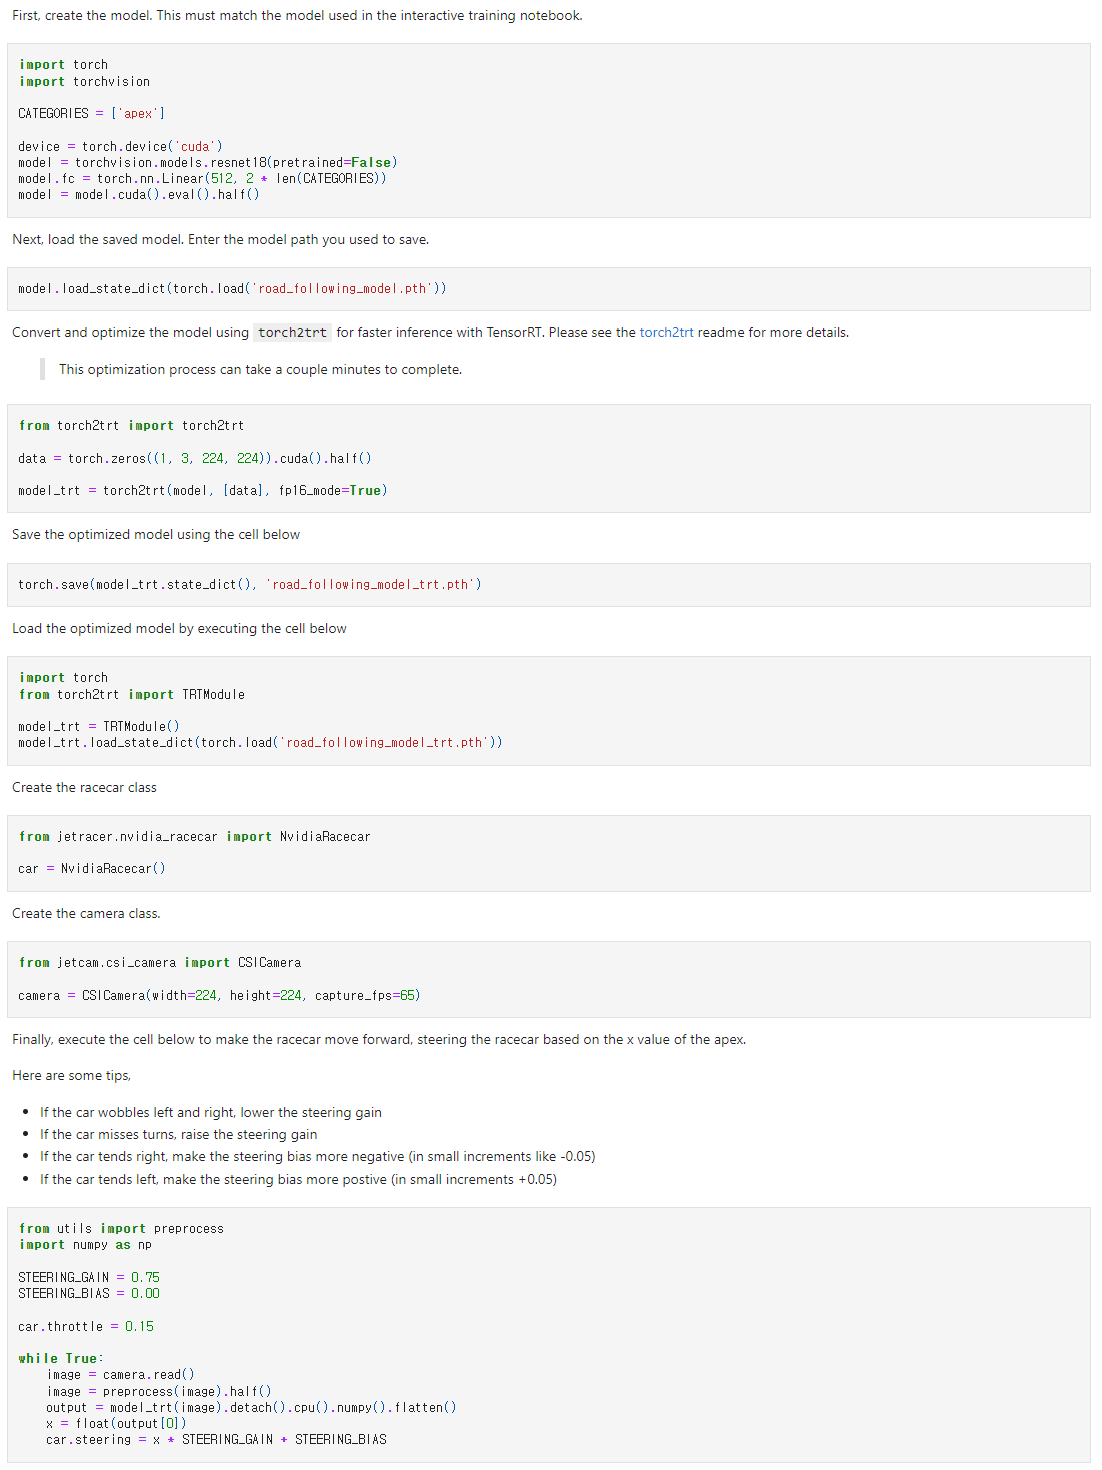 First, create the model. This must match the model used in the interactive training notebook.
import torch
import torchvision
CATEGORIES = ['apex']
device = torch.device('cuda')
model = torchvision.models.resnet18(pretrained=False)
model.fc = torch.nn.Linear(512, 2 * len(CATEGORIES))
model = model.cuda().eval().half()
Next, load the saved model. Enter the model path you used to save.
model.load_state_dict(torch.load('road_following_model.pth'))
Convert and optimize the model using torch2trt for faster inference with TensorRT. Please see the torch2trt readme for more details.
This optimization process can take a couple minutes to complete.
from torch2trt import torch2trt
data = torch.zeros((1, 3, 224, 224)).cuda().half()
model_trt = torch2trt(model, [data], fp16_mode=True)
Save the optimized model using the cell below
torch.save(model_trt.state_dict(), 'road_following_model_trt.pth')
Load the optimized model by executing the cell below
import torch
from torch2trt import TRTModule
model_trt = TRTModule()
model_trt.load_state_dict(torch.load('road_following_model_trt.pth'))
Create the racecar class
from jetracer.nvidia_racecar import NvidiaRacecar
car = NvidiaRacecar()
Create the camera class.
from jetcam.csi_camera import CSICamera
camera = CSICamera(width=224, height=224, capture_fps=65)
Finally, execute the cell below to make the racecar move forward, steering the racecar based on the x value of the apex.
Here are some tips,
• If the car wobbles left and right, lower the steering gain
• If the car misses turns, raise the steering gain
• If the car tends right, make the steering bias more negative (in small increments like -0.05)
• If the car tends left, make the steering bias more postive (in small increments +0.05)
from utils import preprocess
import numpy as np
STEERING_GAIN = 0.75
STEERING_BIAS = 0.00
car.throttle = 0.15
while True:
    image = camera.read()
    image = preprocess(image).half()
    output = model_trt(image).detach().cpu().numpy().flatten()
    x = float(output[0])
    car.steering = x * STEERING_GAIN + STEERING_BIAS